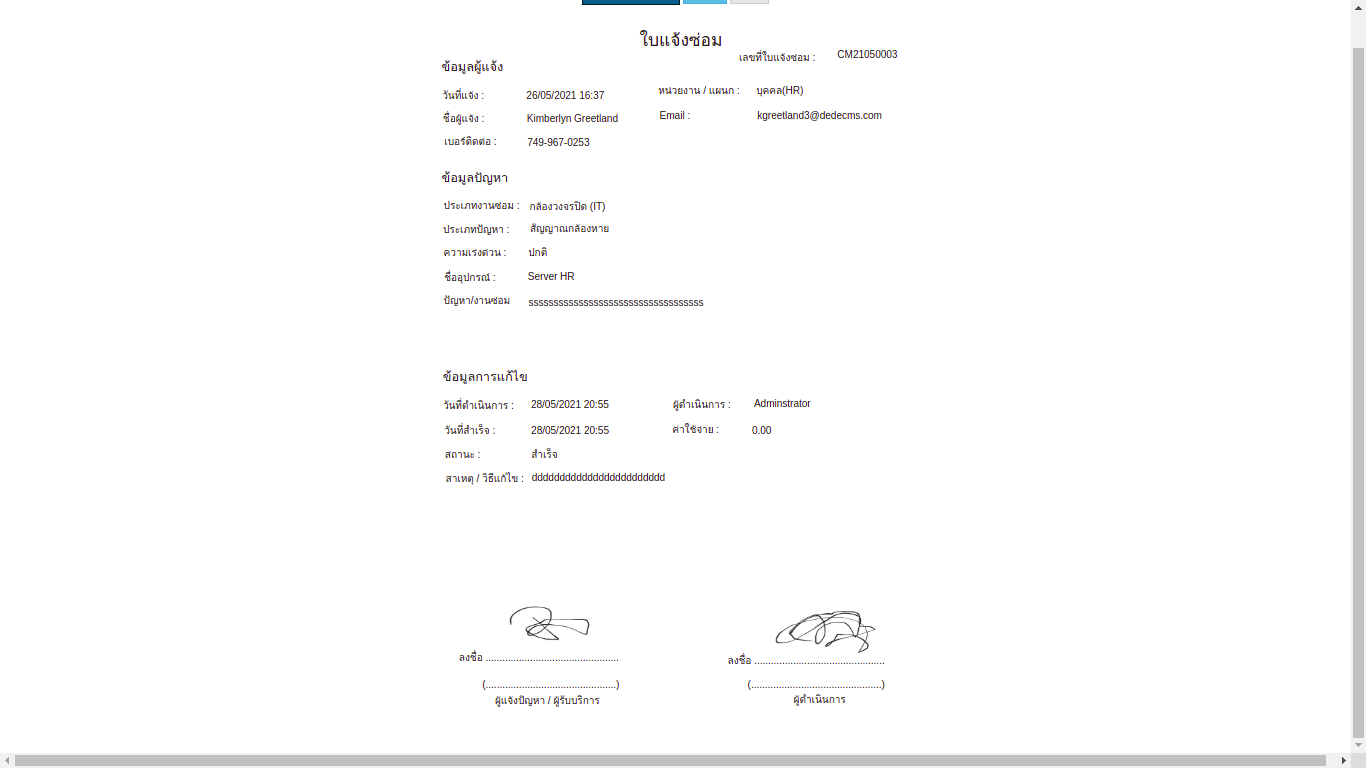 ใบแจ้งซ่อม
เลขที่ใบแจ้งซ่อม : CM21050003
ข้อมูลผู้แจ้ง
วันที่แจ้ง : 26/05/2021 16:37 หน่วยงาน / แผนก : บุคคล(HR)
ชื่อผู้แจ้ง : Kimberlyn Greetland Email : kgreetland3@dedecms.com
เบอร์ติดต่อ : 749-967-0253
ข้อมูลปัญหา
ประเภทงานซ่อม : กล้องวงจรปิด (IT)
ประเภทปัญหา : สัญญาณกล้องหาย
ความเร่งด่วน : ปกติ
ชื่ออุปกรณ์ : Server HR
ปัญหา/งานซ่อม sssssssssssssssssssssssssssssssssss
ข้อมูลการแก้ไข
วันที่ดำเนินการ : 28/05/2021 20:55 ผู้ดำเนินการ : Adminstrator
วันที่สำเร็จ : 28/05/2021 20:55 ค่าใช้จ่าย : 0.00
สถานะ : สำเร็จ
สาเหตุ / วิธีแก้ไข : dddddddddddddddddddddddd
ลงชื่อ ................................................ ลงชื่อ ...............................................
(...............................................) (...............................................)
ผู้แจ้งปัญหา / ผู้รับบริการ ผู้ดำเนินการ